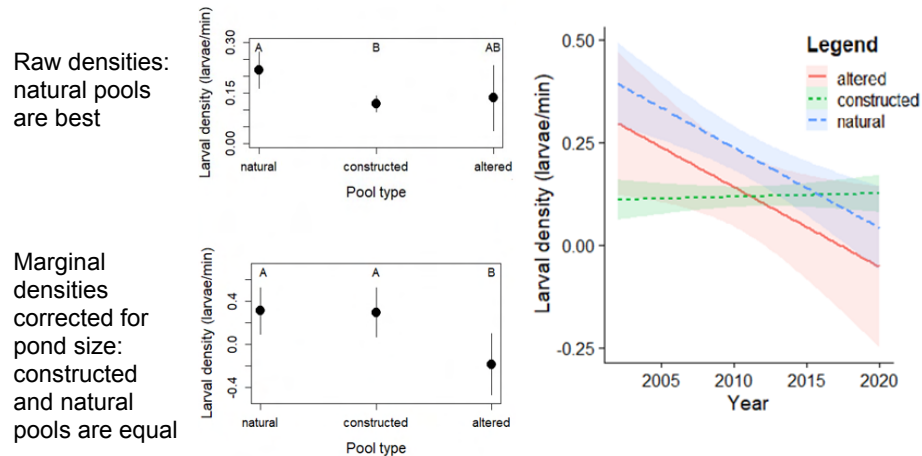 Raw densities:
natural pools
are best
Larval density (larvae/min)
0.30
0.15
0.00
A
B
AB
natural
constructed
altered
Pool type
Marginal
densities
corrected for
pond size:
constructed
and natural
pools are equal
Larval density (larvae/min)
0.4
0.0
-0.4
A
A
B
natural
constructed
altered
Pool type
Larval density (larvae/min)
0.50
0.25
0.00
-0.25
Legend
altered
constructed
natural
2005
2010
2015
2020
Year